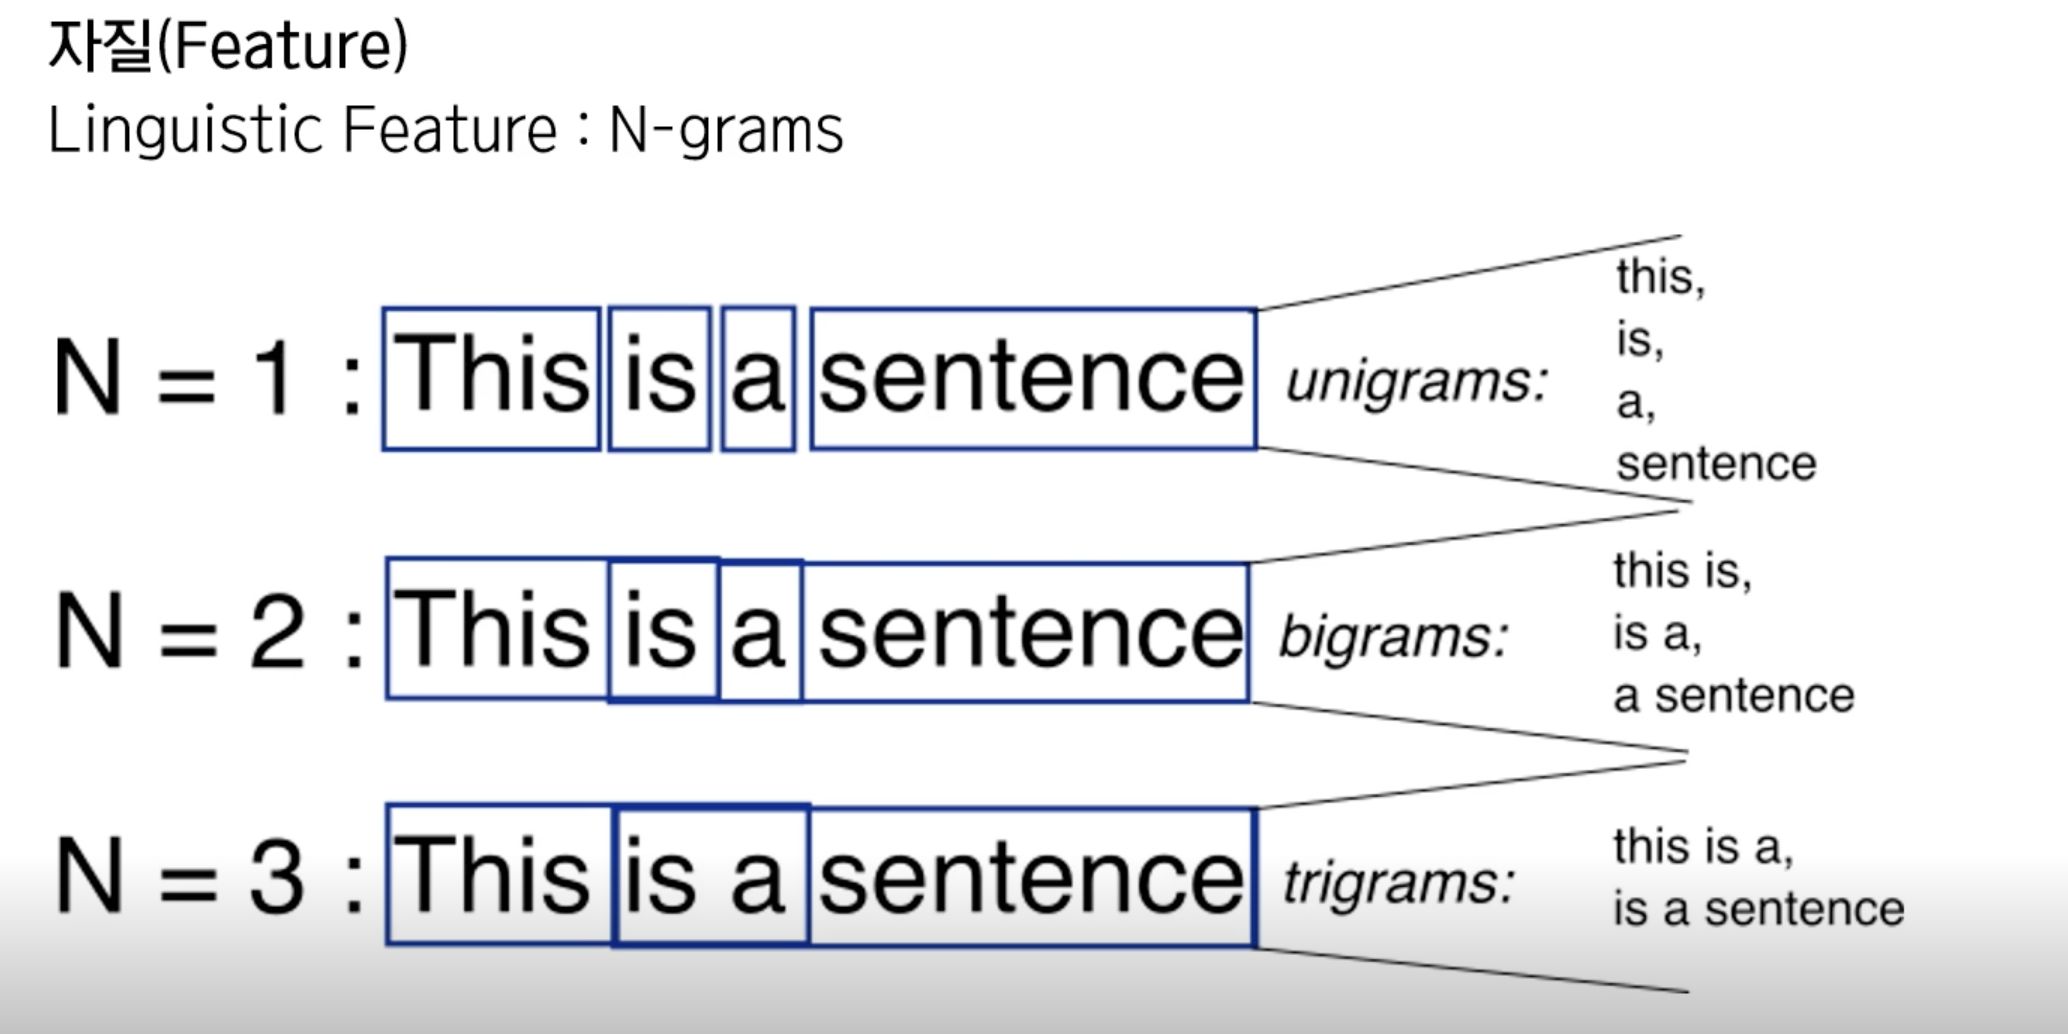 자질(Feature)
Linguistic Feature : N-grams
N = 1 : This is a sentence unigrams:
this,
is,
a,
sentence
N = 2 : This is a sentence bigrams:
this is,
is a,
a sentence
N = 3 : This is a sentence trigrams:
this is a,
is a sentence